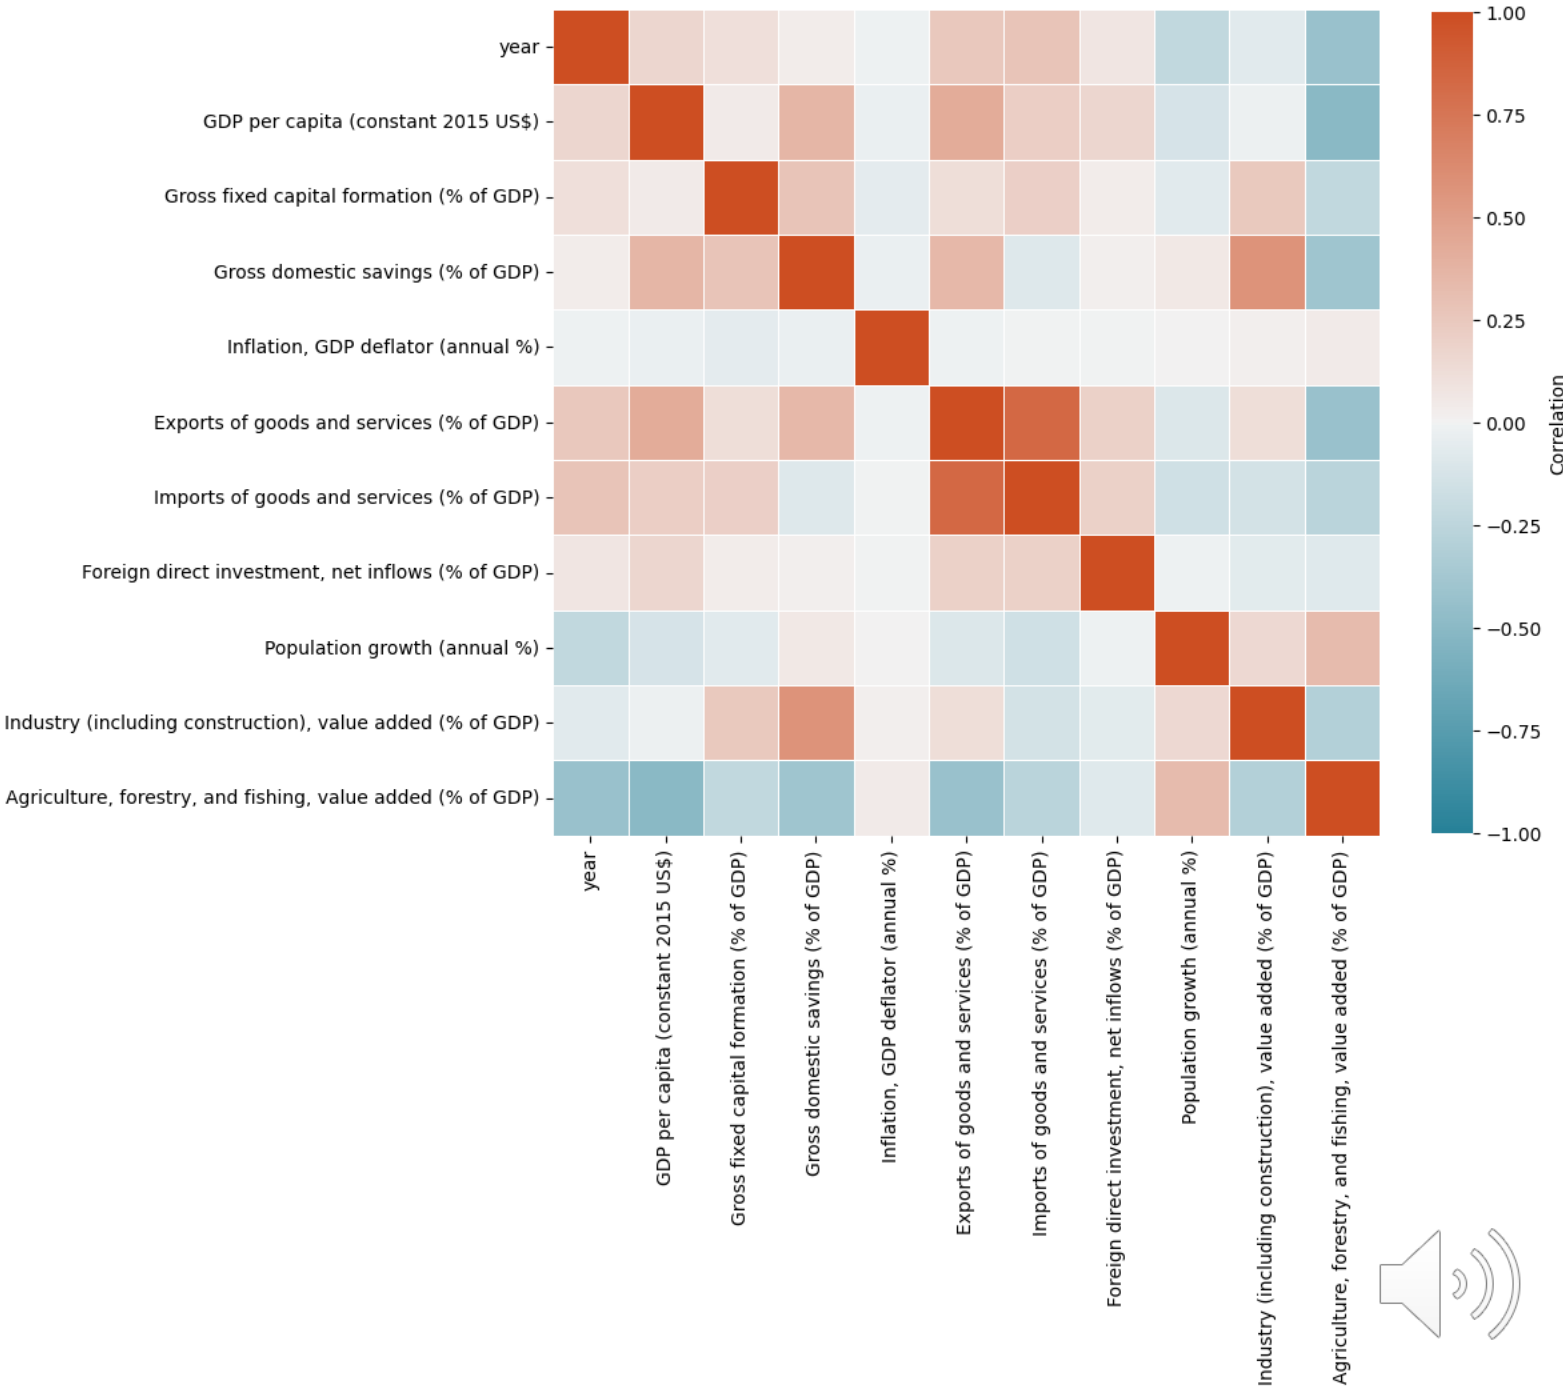 year
GDP per capita (constant 2015 US$)
Gross fixed capital formation (% of GDP)
Gross domestic savings (% of GDP)
Inflation, GDP deflator (annual %)
Exports of goods and services (% of GDP)
Imports of goods and services (% of GDP)
Foreign direct investment, net inflows (% of GDP)
Population growth (annual %)
Industry (including construction), value added (% of GDP)
Agriculture, forestry, and fishing, value added (% of GDP)
year
GDP per capita (constant 2015 US$)
Gross fixed capital formation (% of GDP)
Gross domestic savings (% of GDP)
Inflation, GDP deflator (annual %)
Exports of goods and services (% of GDP)
Imports of goods and services (% of GDP)
Foreign direct investment, net inflows (% of GDP)
Population growth (annual %)
Industry (including construction), value added (% of GDP)
Agriculture, forestry, and fishing, value added (% of GDP)
1.00
0.75
0.50
0.25
0.00
−0.25
−0.50
−0.75
−1.00
Correlation